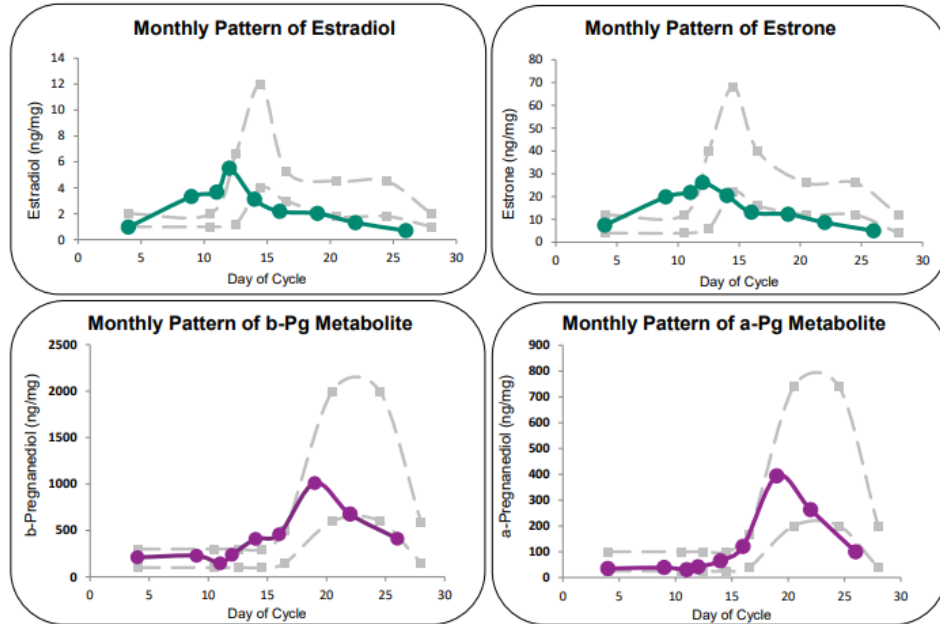 Monthly Pattern of Estradiol
Estradiol (ng/mg)
14
12
10
8
6
4
2
0
0 5 10 15 20 25 30
Day of Cycle
Monthly Pattern of Estrone
Estrone (ng/mg)
80
70
60
50
40
30
20
10
0
0 5 10 15 20 25 30
Day of Cycle
Monthly Pattern of b-Pg Metabolite
b-Pregnanediol (ng/mg)
2500
2000
1500
1000
500
0
0 5 10 15 20 25 30
Day of Cycle
Monthly Pattern of a-Pg Metabolite
a-Pregnanediol (ng/mg)
900
800
700
600
500
400
300
200
100
0
0 5 10 15 20 25 30
Day of Cycle